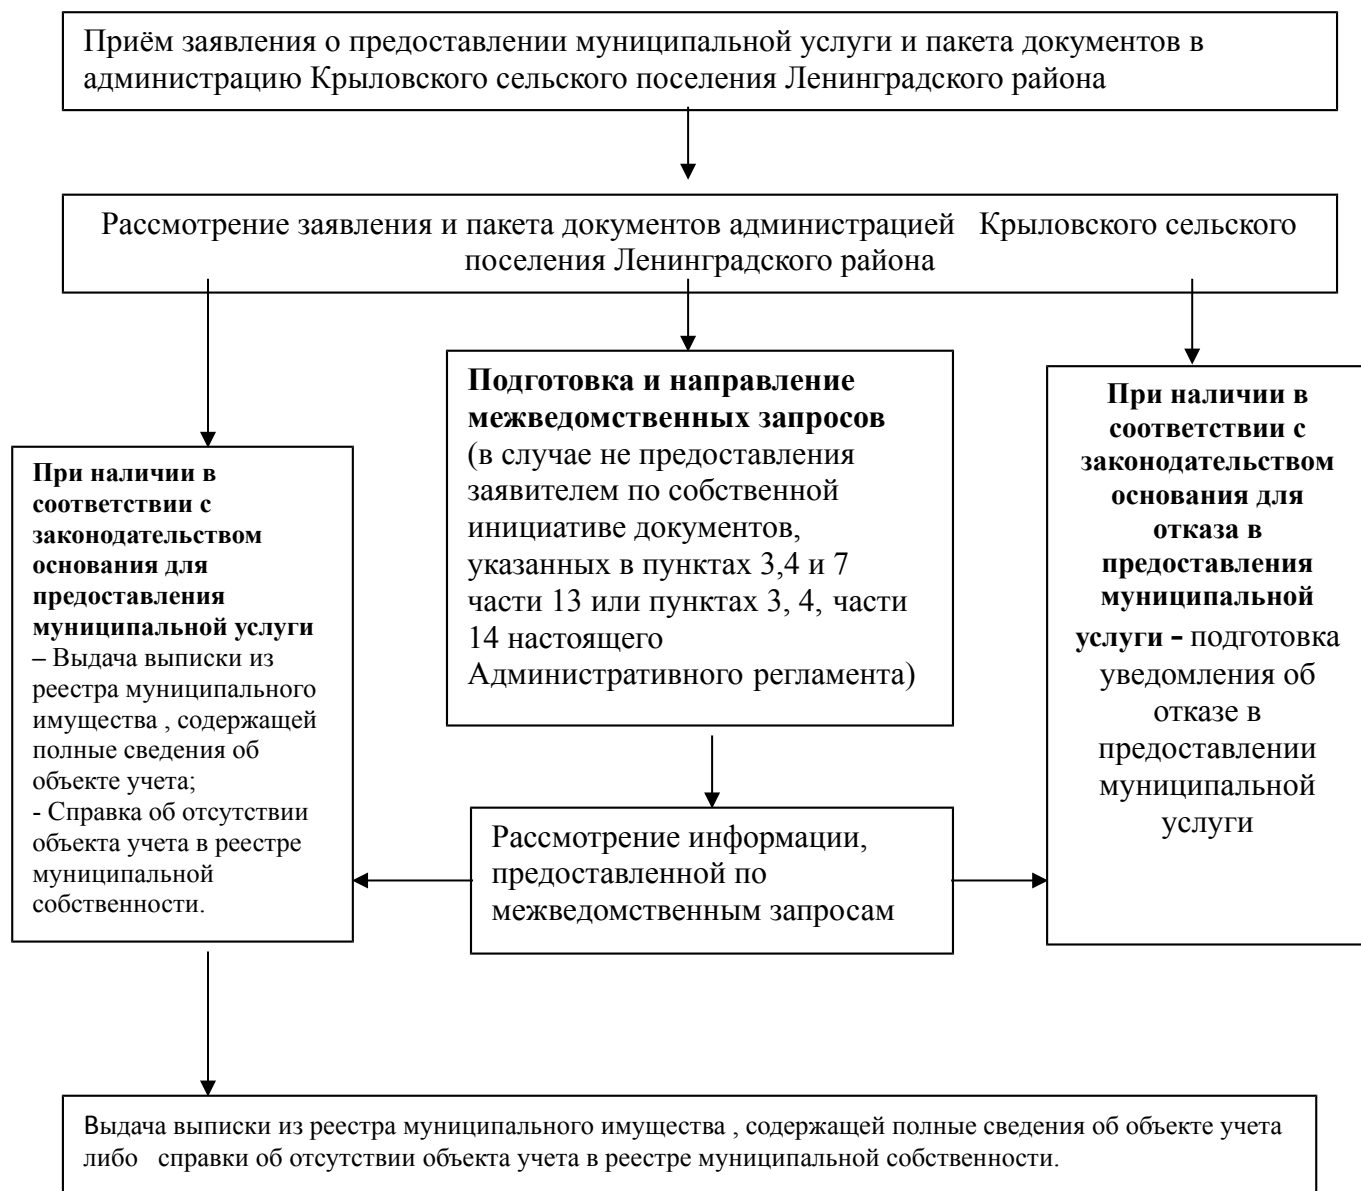 Приём заявления о предоставлении муниципальной услуги и пакета документов в
администрацию Крыловского сельского поселения Ленинградского района
Рассмотрение заявления и пакета документов администрацией Крыловского сельского
поселения Ленинградского района
При наличии в
соответствии с
законодательством
основания для
предоставления
муниципальной услуги
– Выдача выписки из
реестра муниципального
имущества , содержащей
полные сведения об
объекте учета;
- Справка об отсутствии
объекта учета в реестре
муниципальной
собственности.
Подготовка и направление
межведомственных запросов
(в случае не предоставления
заявителем по собственной
инициативе документов,
указанных в пунктах 3,4 и 7
части 13 или пунктах 3, 4, части
14 настоящего
Административного регламента)
При наличии в
соответствии с
законодательством
основания для
отказа в
предоставления
муниципальной
услуги - подготовка
уведомления об
отказе в
предоставлении
муниципальной
услуги
Рассмотрение информации,
предоставленной по
межведомственным запросам
Выдача выписки из реестра муниципального имущества , содержащей полные сведения об объекте учета
либо справки об отсутствии объекта учета в реестре муниципальной собственности.